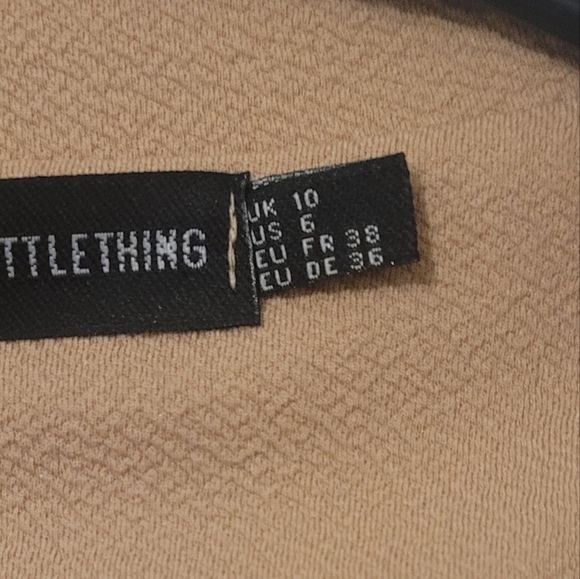 TTLETHING
UK 10
US 6
EU FR 38
EU DE 36